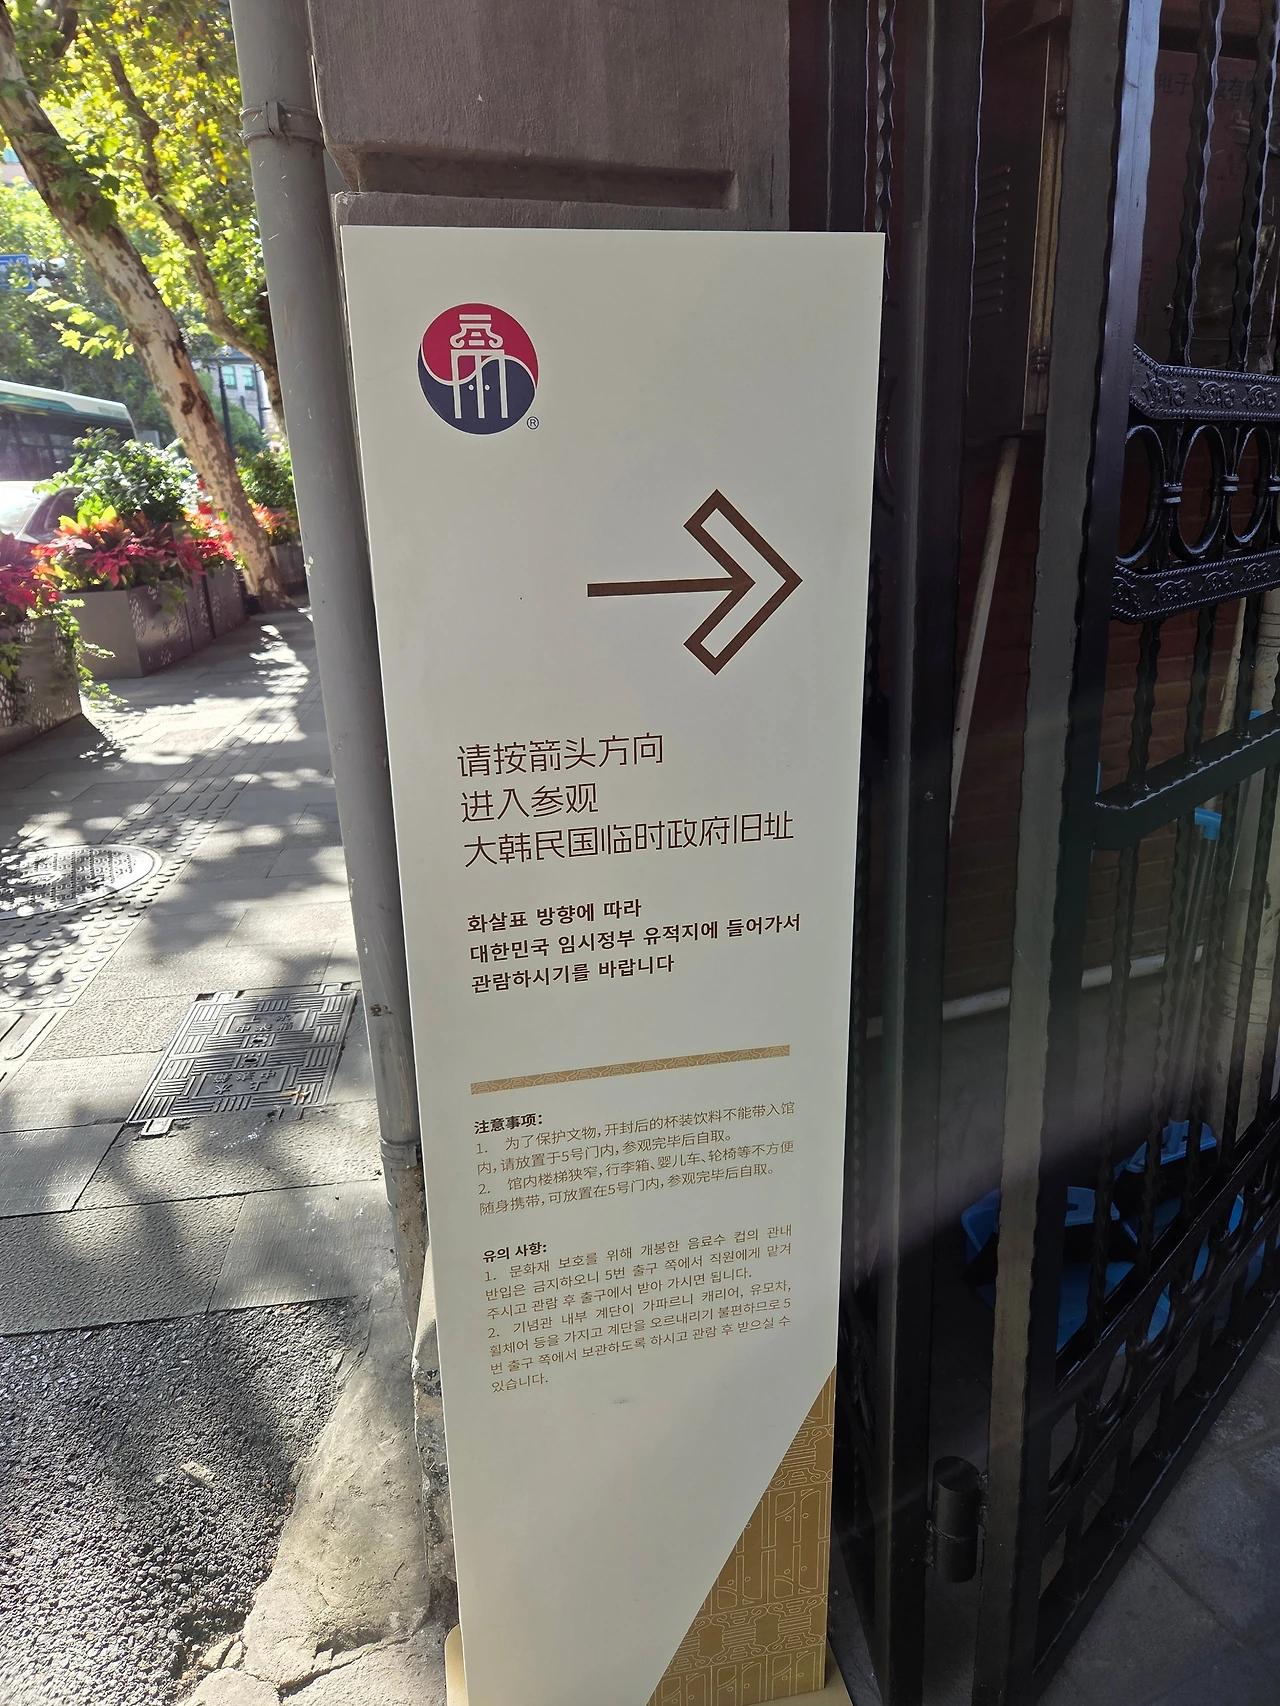 ®
请按箭头方向
进入参观
大韩民国临时政府旧址
화살표 방향에 따라
대한민국 임시정부 유적지에 들어가서
관람하시기를 바랍니다
注意事项:
1. 为了保护文物,开封后的杯装饮料不能带入馆
内,请放置于5号门内,参观完毕后自取。
2. 馆内楼梯狭窄,行李箱、婴儿车、轮椅等不方便
随身携带,可放置在5号门内,参观完毕后自取。
유의 사항:
1. 문화재 보호를 위해 개봉한 음료수 컵의 관내
반입은 금지하오니 5번 출구 쪽에서 직원에게 맡겨
주시고 관람 후 출구에서 받아 가시면 됩니다.
2. 기념관 내부 계단이 가파르니 캐리어, 유모차,
휠체어 등을 가지고 계단을 오르내리기 불편하므로 5
번 출구 쪽에서 보관하도록 하시고 관람 후 받으실 수
있습니다.